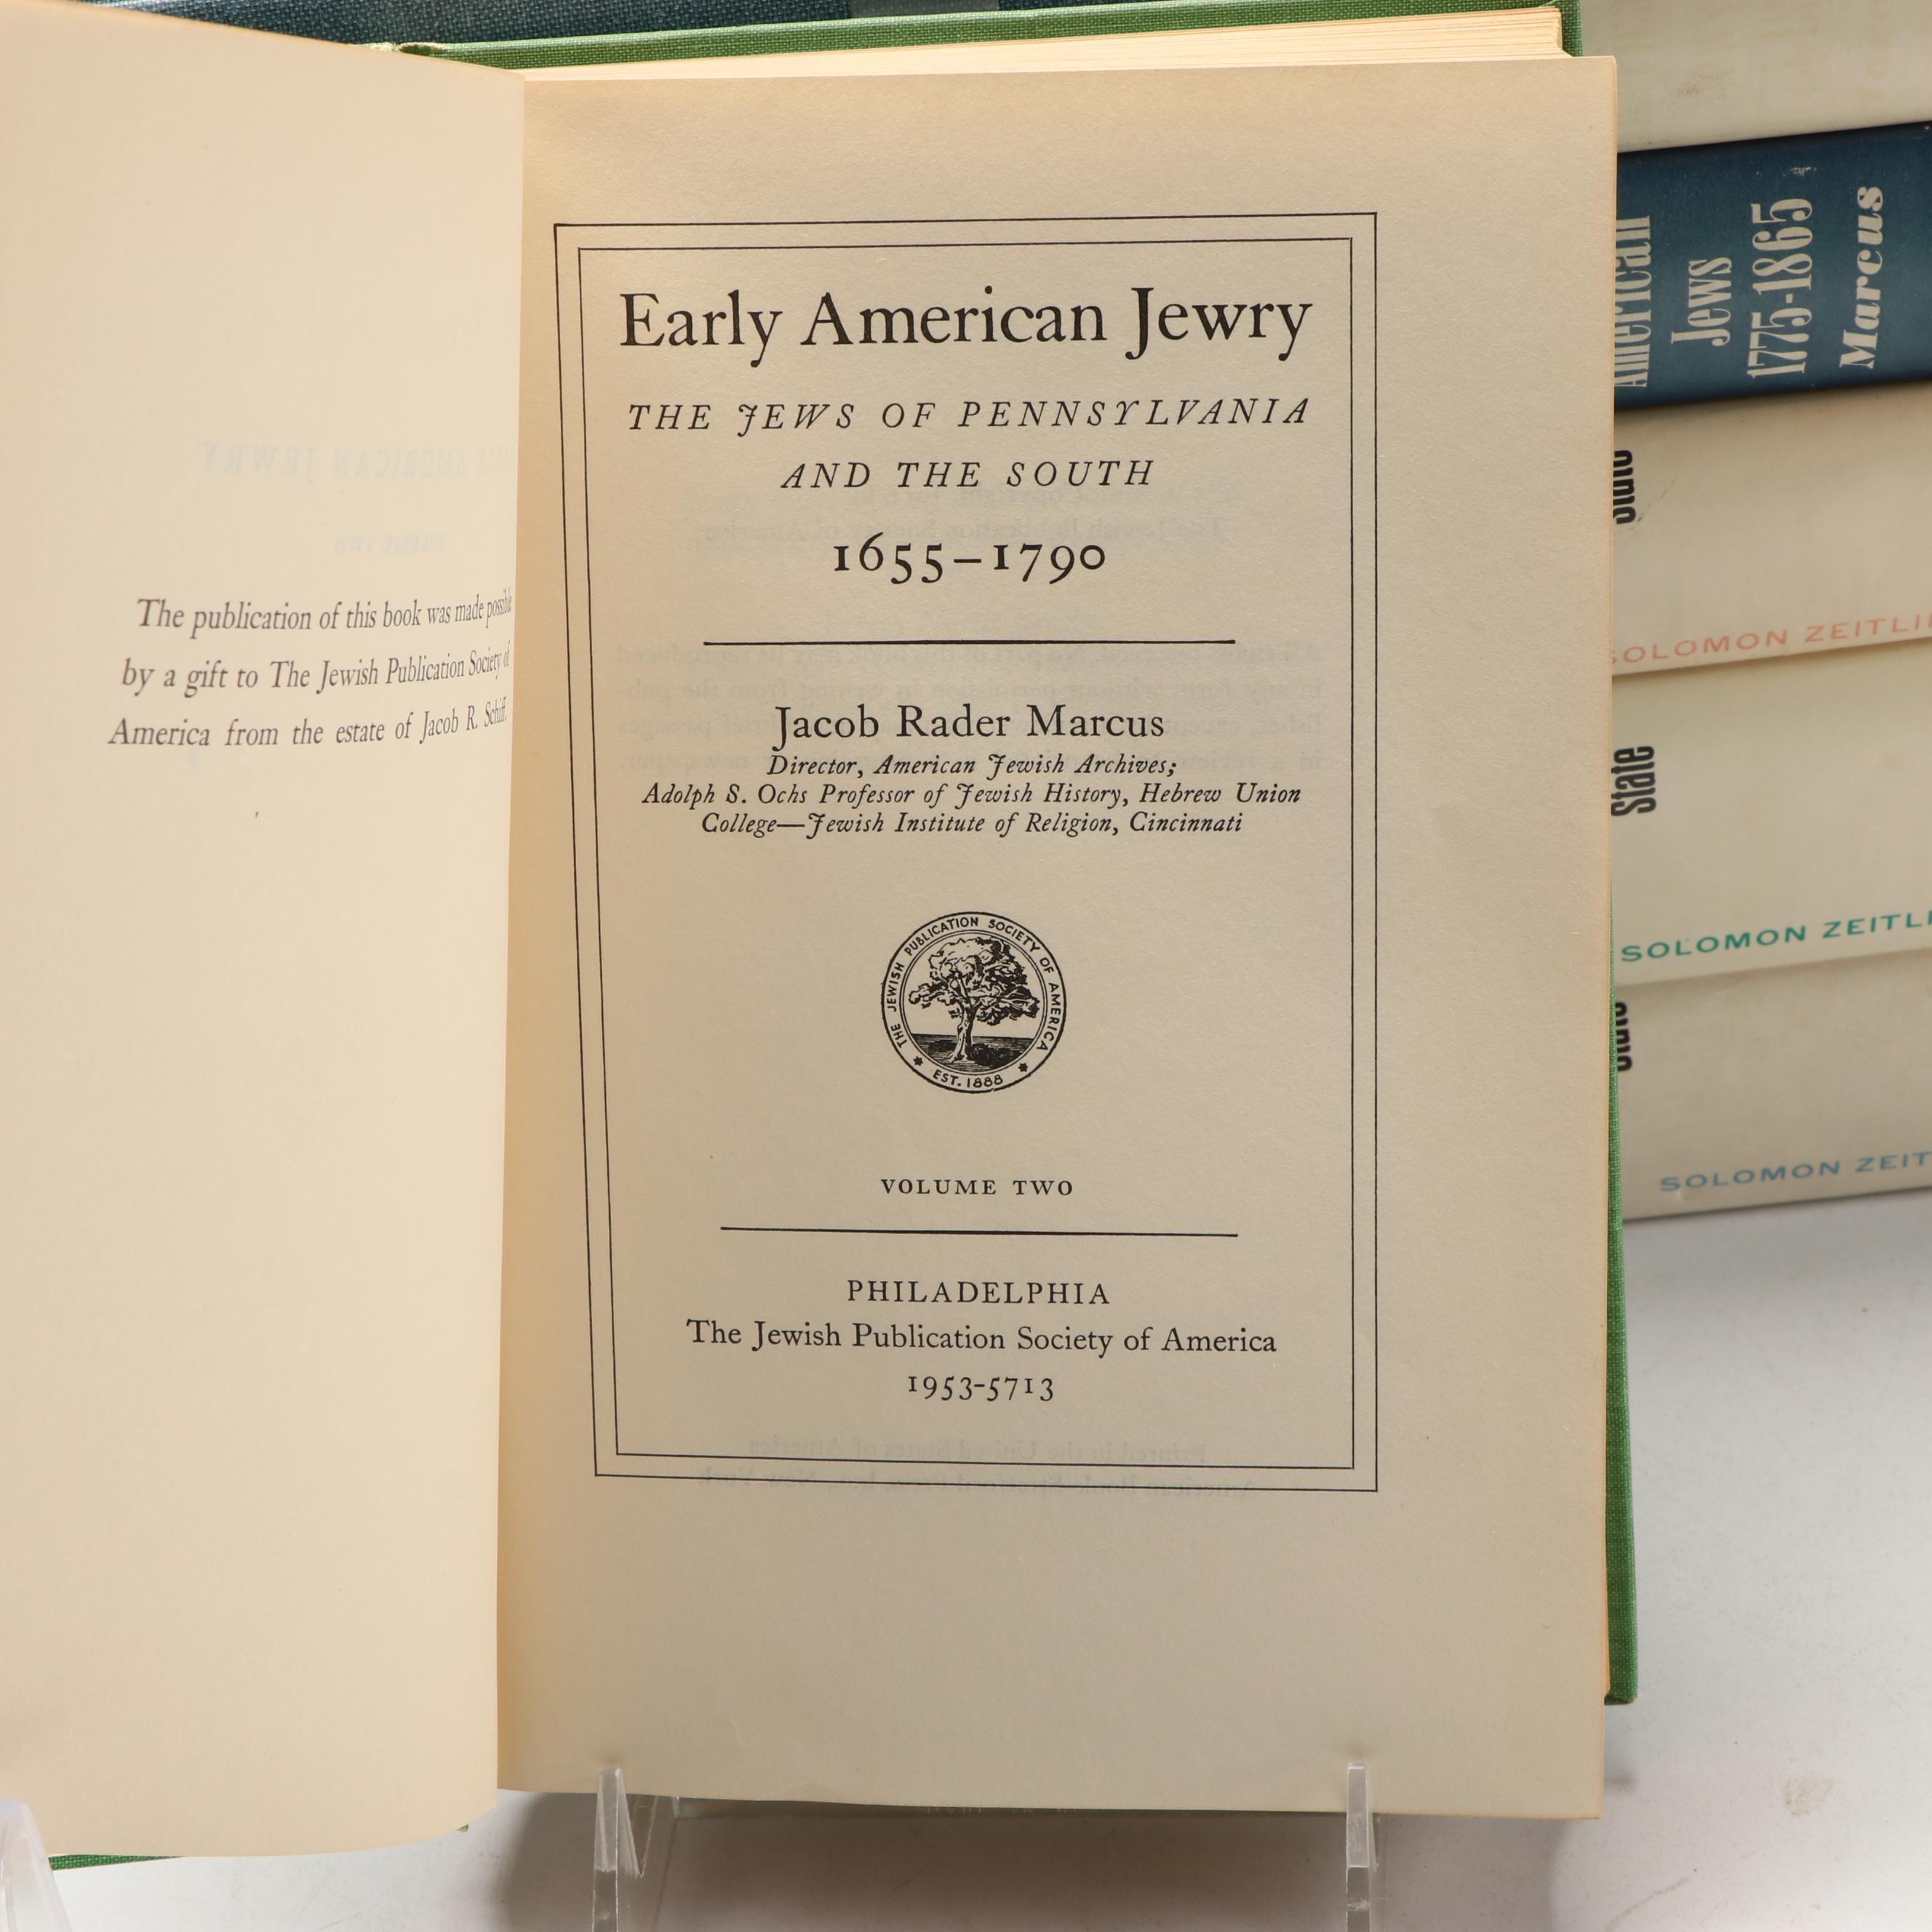 The publication of this book was made possible
by a gift to The Jewish Publication Society of
America from the estate of Jacob R. Schiff.
Early American Jewry
THE JEWS OF PENNSYLVANIA
AND THE SOUTH
1655-1790
Jacob Rader Marcus
Director, American Jewish Archives;
Adolph S. Ochs Professor of Jewish History, Hebrew Union
College—Jewish Institute of Religion, Cincinnati
THE JEWISH PUBLICATION SOCIETY OF AMERICA
EST. 1888
VOLUME TWO
PHILADELPHIA
The Jewish Publication Society of America
1953-5713
American
Jews
1775-1865
Marcus
State
SOLOMON ZEITLI
State
SOLOMON ZEITLI
State
SOLOMON ZEIT